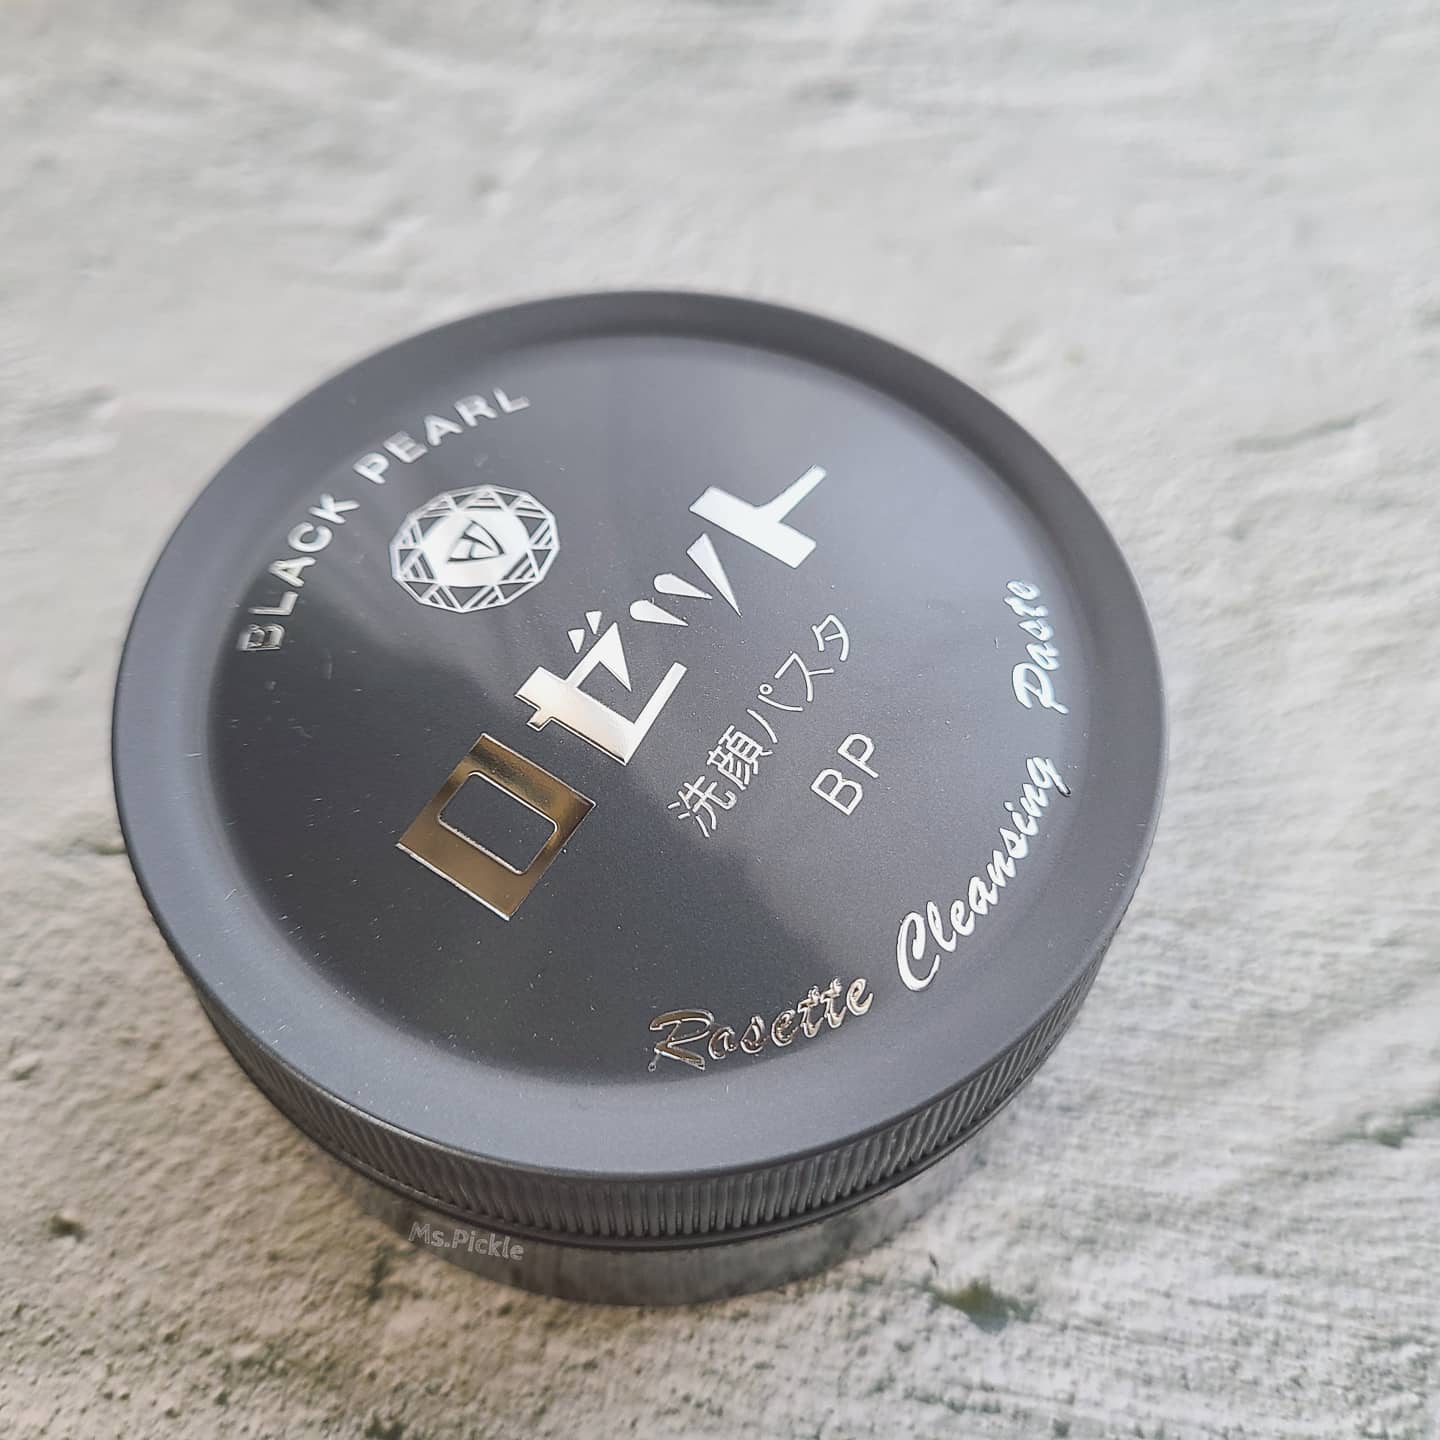 BLACK PEARL
ロゼット
洗顔パスタ
BP
Rosette Cleansing Paste
Ms.Pickle